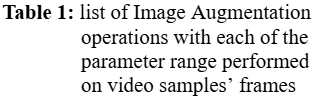 Table 1: list of Image Augmentation
operations with each of the
parameter range performed
on video samples’ frames